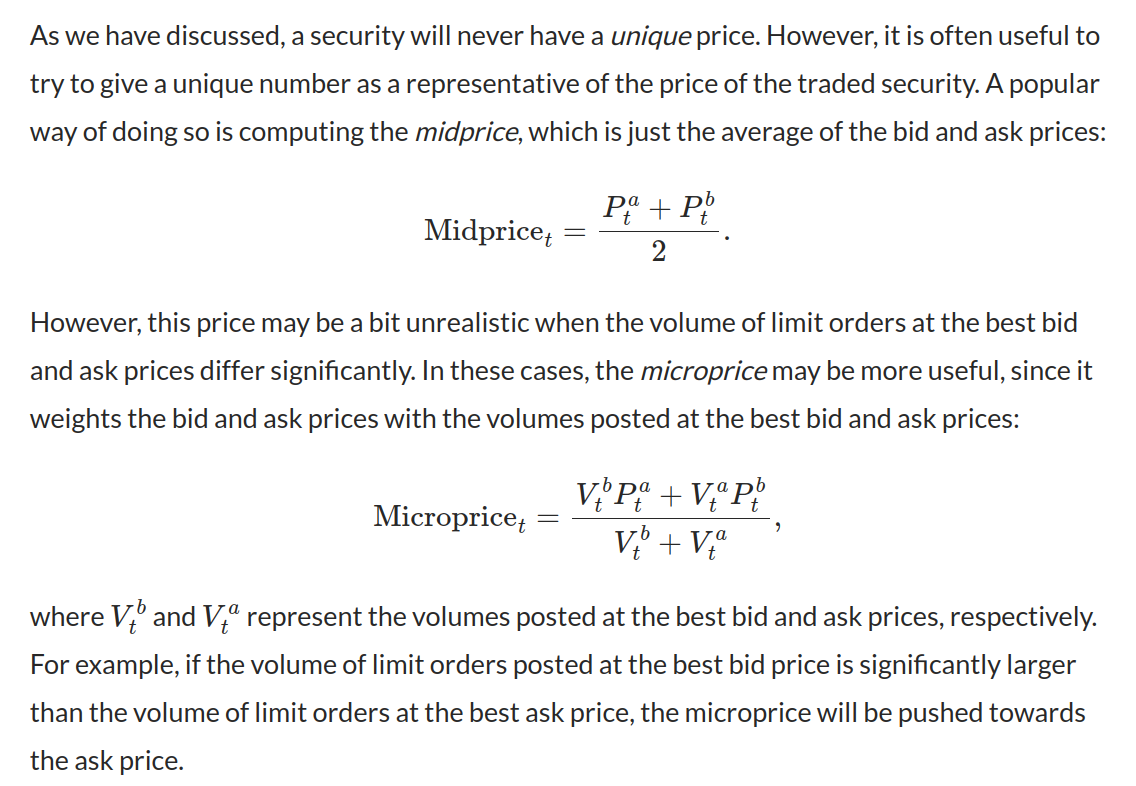 As we have discussed, a security will never have a unique price. However, it is often useful to
try to give a unique number as a representative of the price of the traded security. A popular
way of doing so is computing the midprice, which is just the average of the bid and ask prices:
Midprice_t = \frac{P_t^a + P_t^b}{2}.
However, this price may be a bit unrealistic when the volume of limit orders at the best bid
and ask prices differ significantly. In these cases, the microprice may be more useful, since it
weights the bid and ask prices with the volumes posted at the best bid and ask prices:
Microprice_t = \frac{V_t^b P_t^a + V_t^a P_t^b}{V_t^b + V_t^a},
where V_t^b and V_t^a represent the volumes posted at the best bid and ask prices, respectively.
For example, if the volume of limit orders posted at the best bid price is significantly larger
than the volume of limit orders at the best ask price, the microprice will be pushed towards
the ask price.